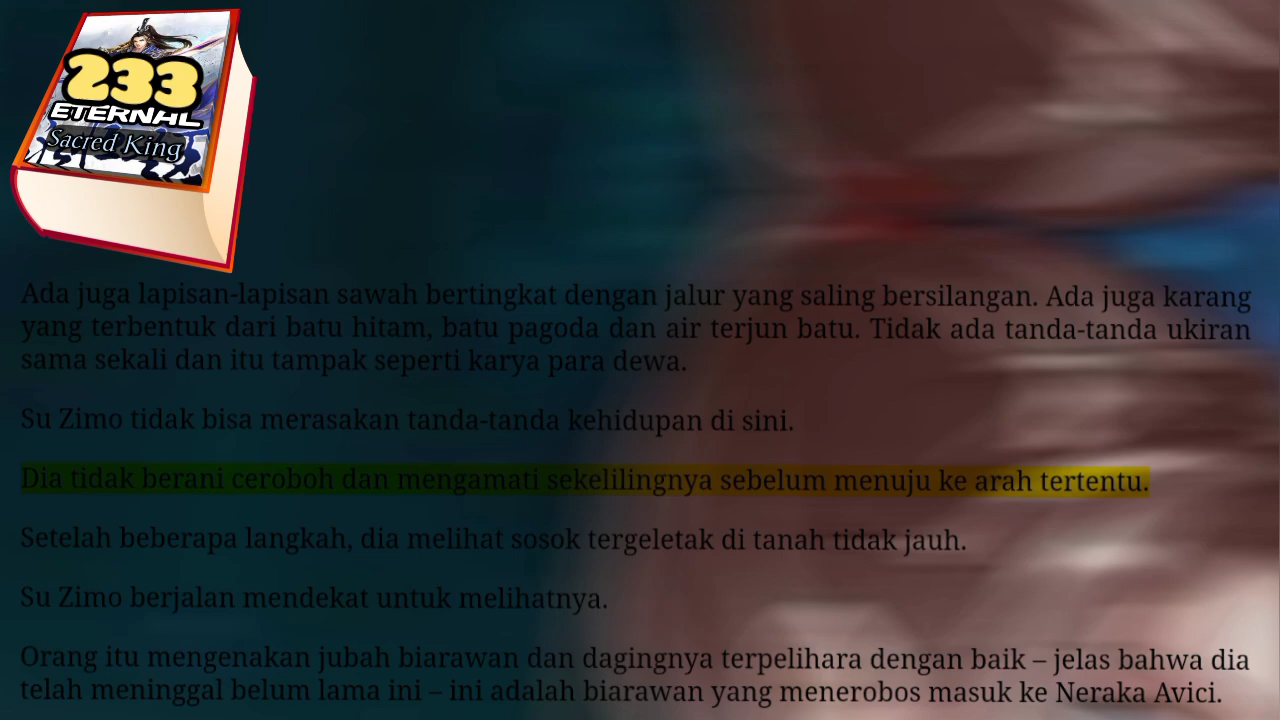 233
ETERNAL
Sacred King
Ada juga lapisan-lapisan sawah bertingkat dengan jalur yang saling bersilangan. Ada juga karang
yang terbentuk dari batu hitam, batu pagoda dan air terjun batu. Tidak ada tanda-tanda ukiran
sama sekali dan itu tampak seperti karya para dewa.
Su Zimo tidak bisa merasakan tanda-tanda kehidupan di sini.
Dia tidak berani ceroboh dan mengamati sekelilingnya sebelum menuju ke arah tertentu.
Setelah beberapa langkah, dia melihat sosok tergeletak di tanah tidak jauh.
Su Zimo berjalan mendekat untuk melihatnya.
Orang itu mengenakan jubah biarawan dan dagingnya terpelihara dengan baik – jelas bahwa dia
telah meninggal belum lama ini – ini adalah biarawan yang menerobos masuk ke Neraka Avici.